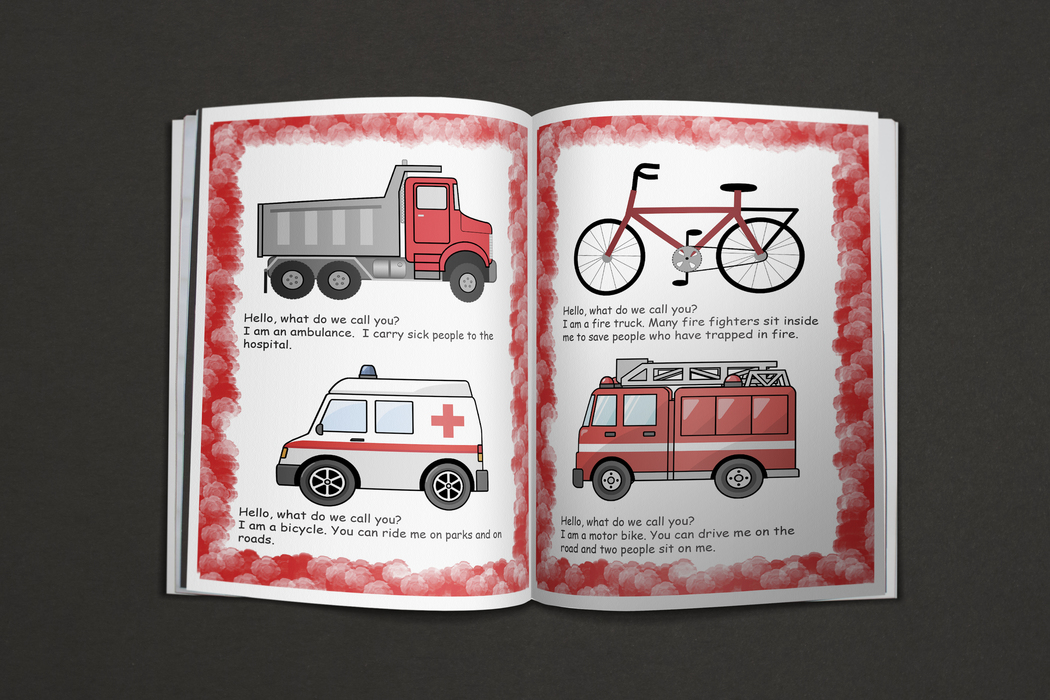 Hello, what do we call you?
I am an ambulance. I carry sick people to the
hospital.
Hello, what do we call you?
I am a bicycle. You can ride me on parks and on
roads.
Hello, what do we call you?
I am a fire truck. Many fire fighters sit inside
me to save people who have trapped in fire.
Hello, what do we call you?
I am a motor bike. You can drive me on the
road and two people sit on me.